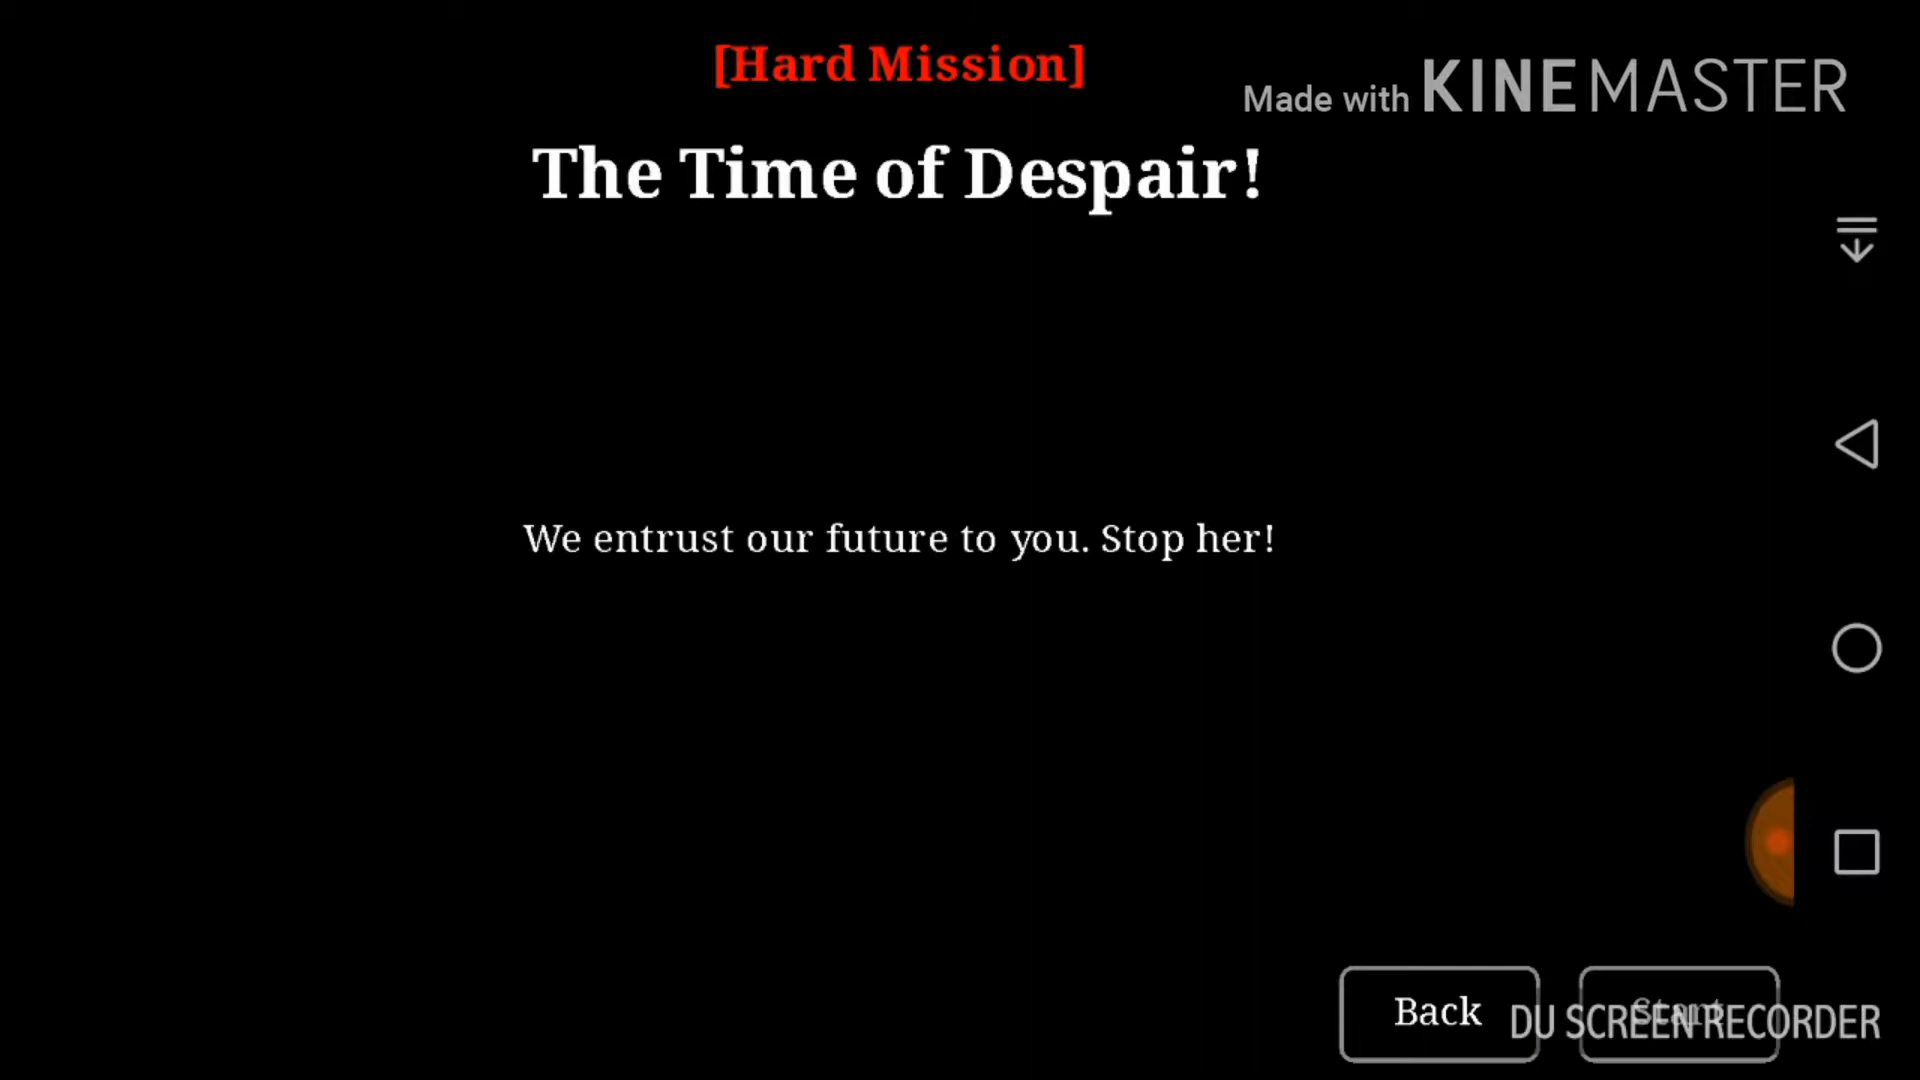 [Hard Mission]
Made with KINEMASTER
The Time of Despair!
We entrust our future to you. Stop her!
Back
Start
DU SCREEN RECORDER